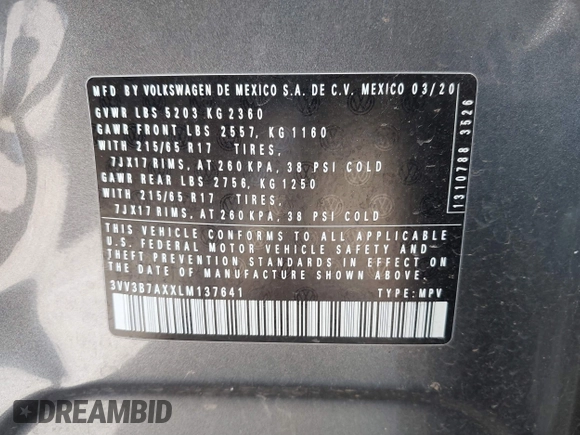 MFD BY VOLKSWAGEN DE MEXICO S.A. DE C.V. MEXICO 03/20
GVWR LBS 5203 KG 2360
GAWR FRONT LBS 2557, KG 1160
WITH 215/65 R17 TIRES,
7JX17 RIMS, AT 260 KPA, 38 PSI COLD
GAWR REAR LBS 2756, KG 1250
WITH 215/65 R17 TIRES,
7JX17 RIMS, AT 260 KPA, 38 PSI COLD
THIS VEHICLE CONFORMS TO ALL APPLICABLE
U.S. FEDERAL MOTOR VEHICLE SAFETY AND
THEFT PREVENTION STANDARDS IN EFFECT ON
THE DATE OF MANUFACTURE SHOWN ABOVE.
3VV3B7AXXLM137641 TYPE: MPV
1310788 3526
DREAMBID